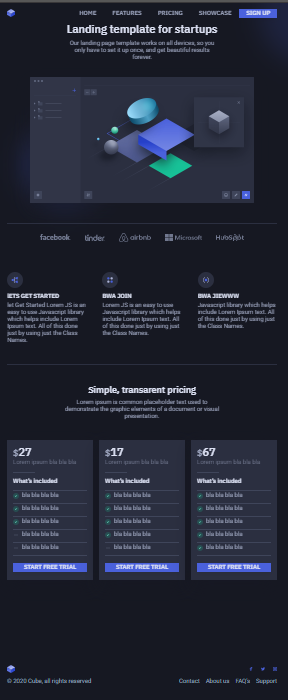 HOME FEATURES PRICING SHOWCASE SIGN UP
Landing template for startups
Our landing page template works on all devices, so you
only have to set it up once, and get beautiful results
forever.
facebook tinder airbnb Microsoft HubSpot
lETS GET STARTED
let Get Started Lorem JS is an
easy to use Javascript library
which helps include Lorem
Ipsum text. All of this done
just by using just the Class
Names.
BWA JOIN
Lorem JS is an easy to use
Javascript library which helps
include Lorem Ipsum text. All
of this done just by using just
the Class Names.
BWA JIEWWW
Javascript library which helps
include Lorem Ipsum text. All
of this done just by using just
the Class Names.
Simple, transarent pricing
Lorem ipsum is common placeholder text used to
demonstrate the graphic elements of a document or visual
presentation.
$27
Lorem ipsum bla bla bla
What's included
bla bla bla bla
bla bla bla bla
bla bla bla bla
bla bla bla bla
bla bla bla bla
START FREE TRIAL
$17
Lorem ipsum bla bla bla
What's included
bla bla bla bla
bla bla bla bla
bla bla bla bla
bla bla bla bla
bla bla bla bla
START FREE TRIAL
$67
Lorem ipsum bla bla bla
What's included
bla bla bla bla
bla bla bla bla
bla bla bla bla
bla bla bla bla
bla bla bla bla
START FREE TRIAL
© 2020 Cube, all rights reserved
Contact About us FAQ's Support